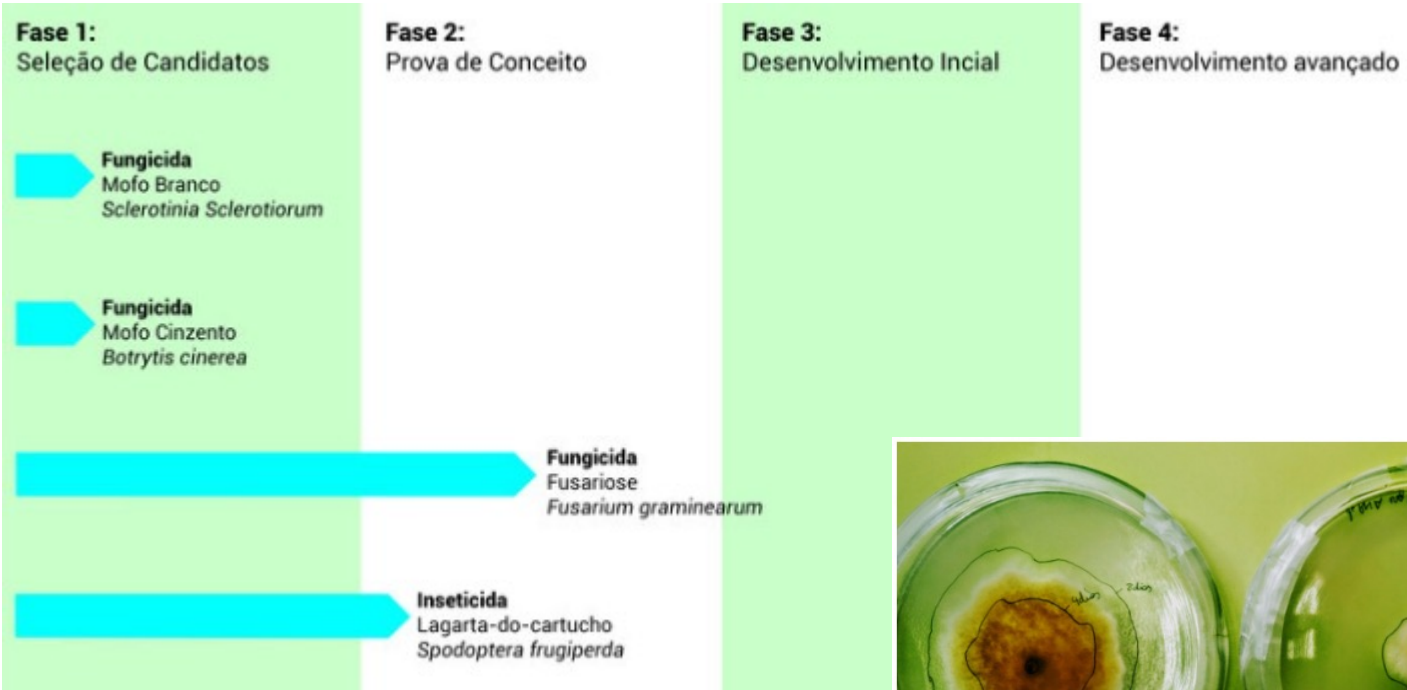 Fase 1:
Seleção de Candidatos
Fase 2:
Prova de Conceito
Fase 3:
Desenvolvimento Incial
Fase 4:
Desenvolvimento avançado
Fungicida
Mofo Branco
Sclerotinia Sclerotiorum
Fungicida
Mofo Cinzento
Botrytis cinerea
Fungicida
Fusariose
Fusarium graminearum
Inseticida
Lagarta-do-cartucho
Spodoptera frugiperda